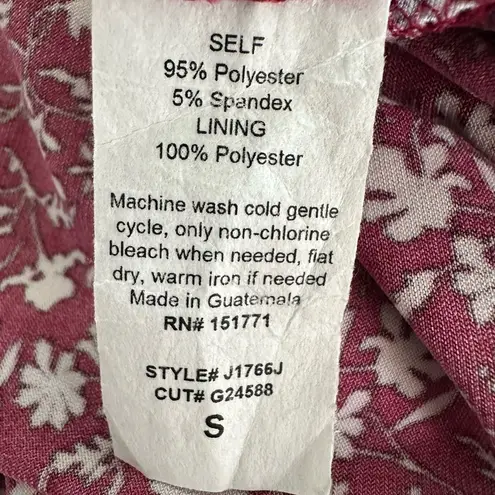 SELF
95% Polyester
5% Spandex
LINING
100% Polyester
Machine wash cold gentle
cycle, only non-chlorine
bleach when needed, flat
dry, warm iron if needed
Made in Guatemala
RN# 151771
STYLE# J1766J
CUT# G24588
S